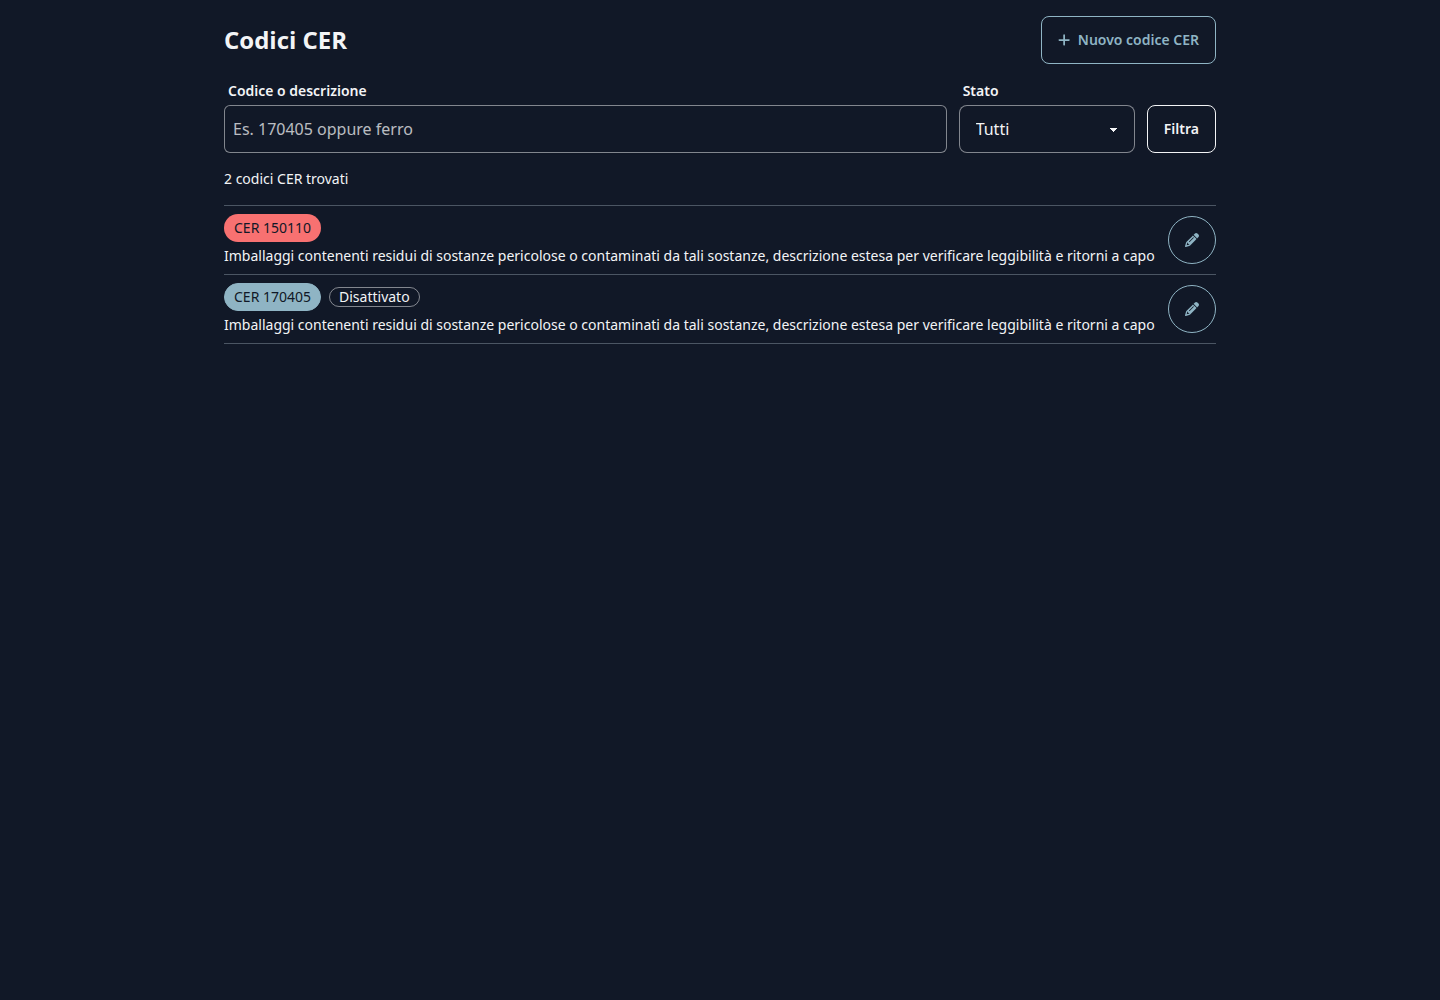 Codici CER
Nuovo codice CER
Codice o descrizione
Stato
Es. 170405 oppure ferro
Tutti
Filtra
2 codici CER trovati
CER 150110
Imballaggi contenenti residui di sostanze pericolose o contaminati da tali sostanze, descrizione estesa per verificare leggibilità e ritorni a capo
CER 170405
Disattivato
Imballaggi contenenti residui di sostanze pericolose o contaminati da tali sostanze, descrizione estesa per verificare leggibilità e ritorni a capo